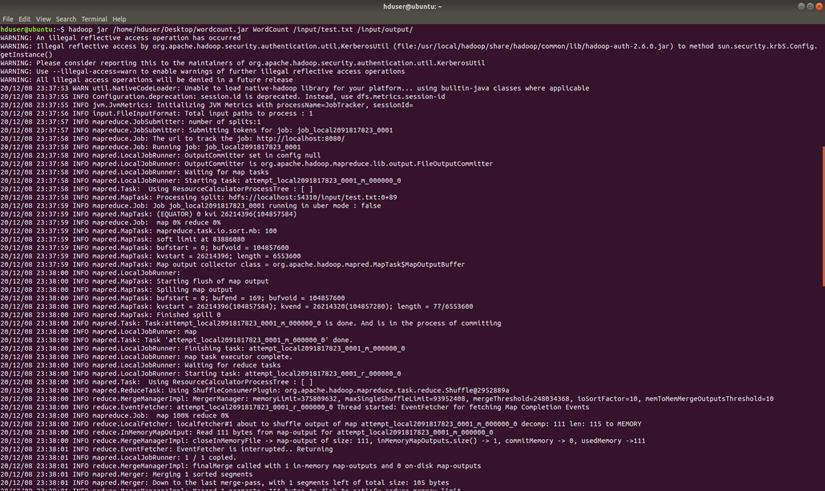 hduser@ubuntu: ~
File Edit View Search Terminal Help
hduser@ubuntu:~$ hadoop jar /home/hduser/Desktop/wordcount.jar WordCount /input/test.txt /input/output/
WARNING: An illegal reflective access operation has occurred
WARNING: Illegal reflective access by org.apache.hadoop.security.authentication.util.KerberosUtil (file:/usr/local/hadoop/share/hadoop/common/lib/hadoop-auth-2.6.0.jar) to method sun.security.krb5.Config.
getInstance()
WARNING: Please consider reporting this to the maintainers of org.apache.hadoop.security.authentication.util.KerberosUtil
WARNING: Use --illegal-access=warn to enable warnings of further illegal reflective access operations
WARNING: All illegal access operations will be denied in a future release
20/12/08 23:37:53 WARN util.NativeCodeLoader: Unable to load native-hadoop library for your platform... using builtin-java classes where applicable
20/12/08 23:37:55 INFO Configuration.deprecation: session.id is deprecated. Instead, use dfs.metrics.session-id
20/12/08 23:37:55 INFO jvm.JvmMetrics: Initializing JVM Metrics with processName=JobTracker, sessionId=
20/12/08 23:37:56 INFO input.FileInputFormat: Total input paths to process : 1
20/12/08 23:37:57 INFO mapreduce.JobSubmitter: number of splits:1
20/12/08 23:37:57 INFO mapreduce.JobSubmitter: Submitting tokens for job: job_local2091817823_0001
20/12/08 23:37:58 INFO mapreduce.Job: The url to track the job: http://localhost:8080/
20/12/08 23:37:58 INFO mapreduce.Job: Running job: job_local2091817823_0001
20/12/08 23:37:58 INFO mapred.LocalJobRunner: OutputCommitter set in config null
20/12/08 23:37:58 INFO mapred.LocalJobRunner: OutputCommitter is org.apache.hadoop.mapreduce.lib.output.FileOutputCommitter
20/12/08 23:37:58 INFO mapred.LocalJobRunner: Waiting for map tasks
20/12/08 23:37:58 INFO mapred.LocalJobRunner: Starting task: attempt_local2091817823_0001_m_000000_0
20/12/08 23:37:58 INFO mapred.Task:  Using ResourceCalculatorProcessTree : [ ]
20/12/08 23:37:58 INFO mapred.MapTask: Processing split: hdfs://localhost:54310/input/test.txt:0+89
20/12/08 23:37:59 INFO mapreduce.Job: Job job_local2091817823_0001 running in uber mode : false
20/12/08 23:37:59 INFO mapred.MapTask: (EQUATOR) 0 kvi 26214396(104857584)
20/12/08 23:37:59 INFO mapreduce.Job:  map 0% reduce 0%
20/12/08 23:37:59 INFO mapred.MapTask: mapreduce.task.io.sort.mb: 100
20/12/08 23:37:59 INFO mapred.MapTask: soft limit at 83886080
20/12/08 23:37:59 INFO mapred.MapTask: bufstart = 0; bufvoid = 104857600
20/12/08 23:37:59 INFO mapred.MapTask: kvstart = 26214396; length = 6553600
20/12/08 23:37:59 INFO mapred.MapTask: Map output collector class = org.apache.hadoop.mapred.MapTask$MapOutputBuffer
20/12/08 23:38:00 INFO mapred.LocalJobRunner:
20/12/08 23:38:00 INFO mapred.MapTask: Starting flush of map output
20/12/08 23:38:00 INFO mapred.MapTask: Spilling map output
20/12/08 23:38:00 INFO mapred.MapTask: bufstart = 0; bufend = 169; bufvoid = 104857600
20/12/08 23:38:00 INFO mapred.MapTask: kvstart = 26214396(104857584); kvend = 26214320(104857280); length = 77/6553600
20/12/08 23:38:00 INFO mapred.MapTask: Finished spill 0
20/12/08 23:38:00 INFO mapred.Task: Task:attempt_local2091817823_0001_m_000000_0 is done. And is in the process of committing
20/12/08 23:38:00 INFO mapred.LocalJobRunner: map
20/12/08 23:38:00 INFO mapred.Task: Task 'attempt_local2091817823_0001_m_000000_0' done.
20/12/08 23:38:00 INFO mapred.LocalJobRunner: Finishing task: attempt_local2091817823_0001_m_000000_0
20/12/08 23:38:00 INFO mapred.LocalJobRunner: map task executor complete.
20/12/08 23:38:00 INFO mapred.LocalJobRunner: Waiting for reduce tasks
20/12/08 23:38:00 INFO mapred.LocalJobRunner: Starting task: attempt_local2091817823_0001_r_000000_0
20/12/08 23:38:00 INFO mapred.Task:  Using ResourceCalculatorProcessTree : [ ]
20/12/08 23:38:00 INFO mapred.ReduceTask: Using ShuffleConsumerPlugin: org.apache.hadoop.mapreduce.task.reduce.Shuffle@2952889a
20/12/08 23:38:00 INFO reduce.MergeManagerImpl: MergerManager: memoryLimit=375809632, maxSingleShuffleLimit=93952408, mergeThreshold=248034368, ioSortFactor=10, memToMemMergeOutputsThreshold=10
20/12/08 23:38:00 INFO reduce.EventFetcher: attempt_local2091817823_0001_r_000000_0 Thread started: EventFetcher for fetching Map Completion Events
20/12/08 23:38:01 INFO mapreduce.Job:  map 100% reduce 0%
20/12/08 23:38:01 INFO reduce.LocalFetcher: localfetcher#1 about to shuffle output of map attempt_local2091817823_0001_m_000000_0 decomp: 111 len: 115 to MEMORY
20/12/08 23:38:01 INFO reduce.InMemoryMapOutput: Read 111 bytes from map-output for attempt_local2091817823_0001_m_000000_0
20/12/08 23:38:01 INFO reduce.MergeManagerImpl: closeInMemoryFile -> map-output of size: 111, inMemoryMapOutputs.size() -> 1, commitMemory -> 0, usedMemory ->111
20/12/08 23:38:01 INFO reduce.EventFetcher: EventFetcher is interrupted.. Returning
20/12/08 23:38:01 INFO mapred.LocalJobRunner: 1 / 1 copied.
20/12/08 23:38:01 INFO reduce.MergeManagerImpl: finalMerge called with 1 in-memory map-outputs and 0 on-disk map-outputs
20/12/08 23:38:01 INFO mapred.Merger: Merging 1 sorted segments
20/12/08 23:38:01 INFO mapred.Merger: Down to the last merge-pass, with 1 segments left of total size: 105 bytes